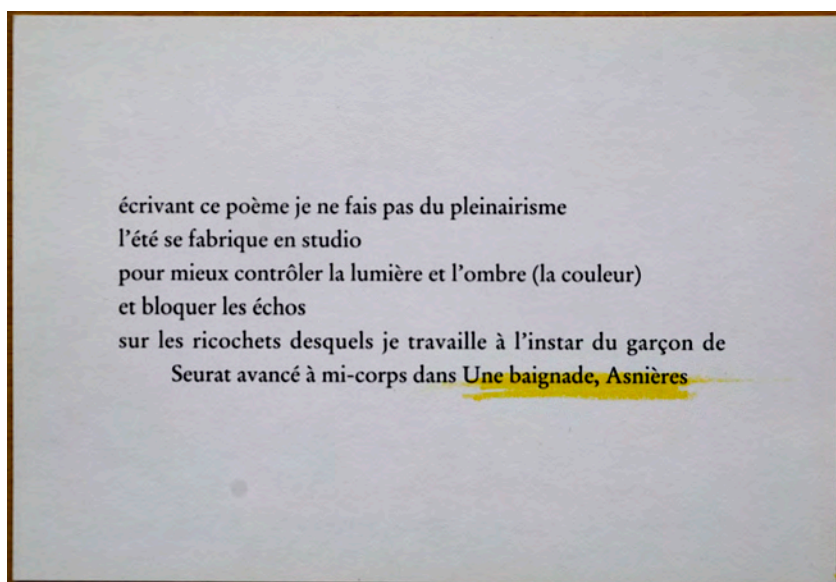 écrivant ce poème je ne fais pas du pleinairisme
l’été se fabrique en studio
pour mieux contrôler la lumière et l’ombre (la couleur)
et bloquer les échos
sur les ricochets desquels je travaille à l’instar du garçon de
Seurat avancé à mi-corps dans Une baignade, Asnières